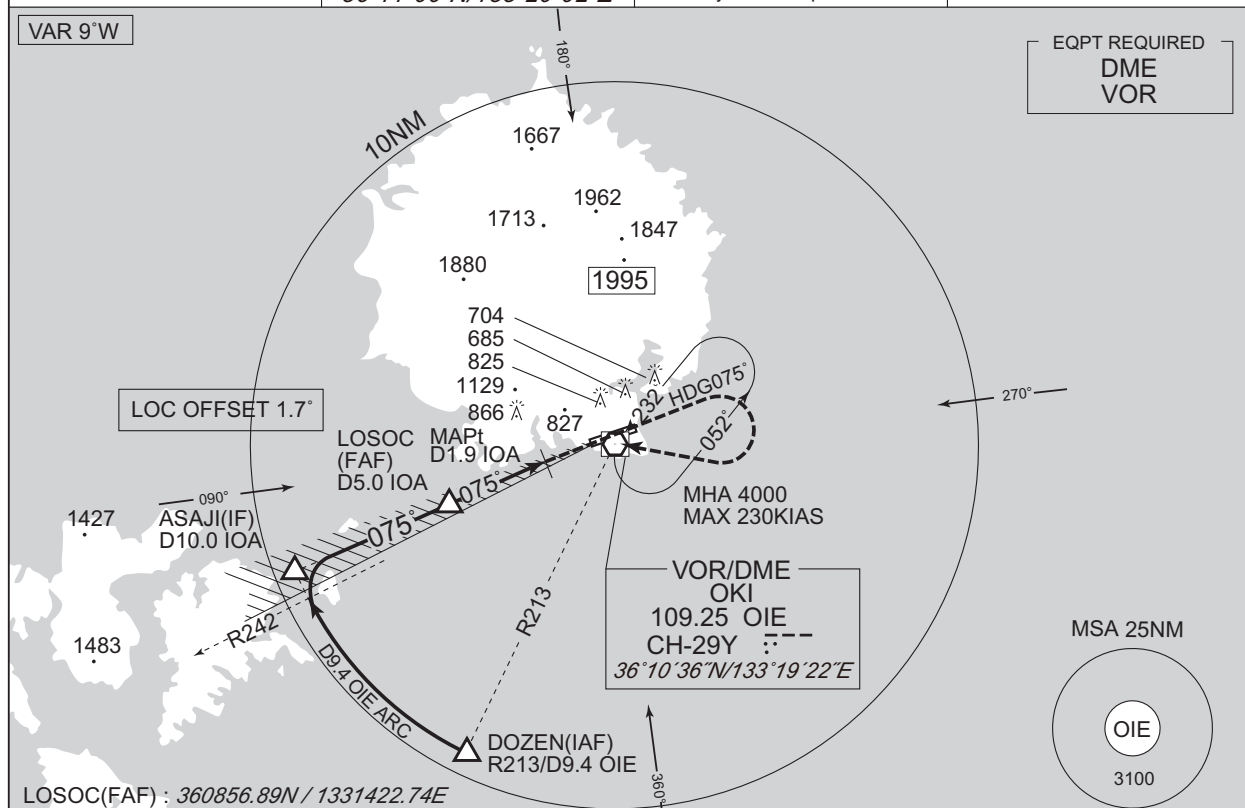 VAR 9°W
EQPT REQUIRED
DME
VOR
180°
10NM
1667
1962
1713
1847
1880
1995
704
685
825
1129
866
827
232
HDG075°
052°
270°
LOC OFFSET 1.7°
LOSOC
(FAF)
D5.0 IOA
MAPt
D1.9 IOA
075°
075°
090°
MHA 4000
MAX 230KIAS
1427
ASAJI(IF)
D10.0 IOA
R242
1483
R213
D9.4 OIE ARC
VOR/DME
OKI
109.25 OIE
CH-29Y
36°10´36˝N/133°19´22˝E
MSA 25NM
OIE
3100
DOZEN(IAF)
R213/D9.4 OIE
360°
LOSOC(FAF) : 360856.89N / 1331422.74E